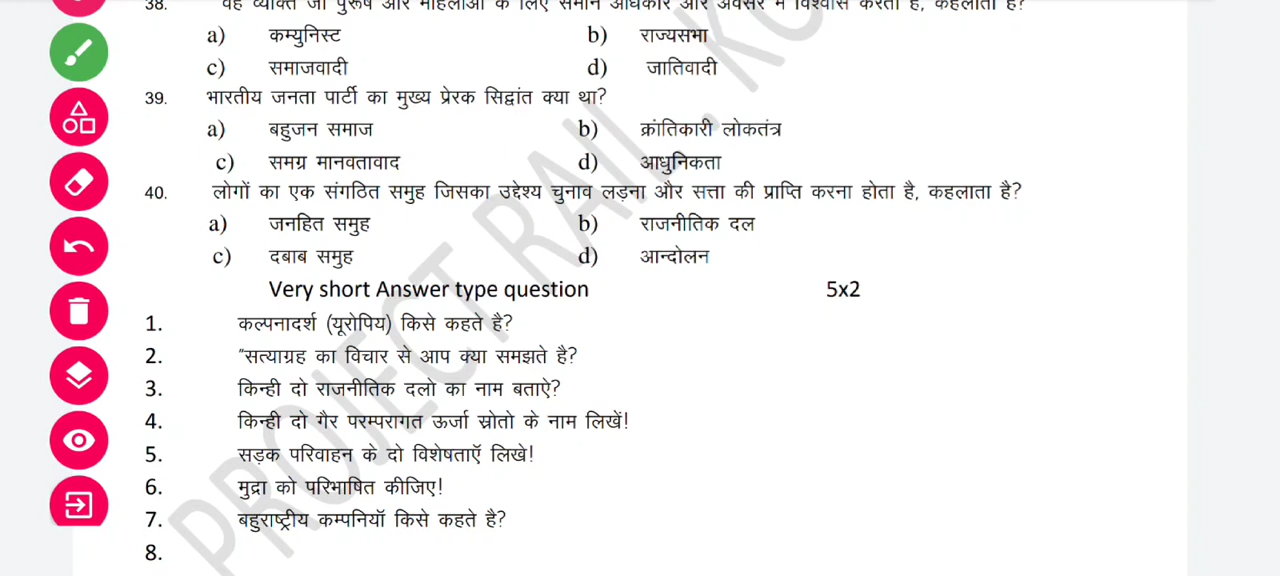 38. वह व्यक्ति जो पुरूष और महिलाओं के लिए समान अधिकार और अवसर में विश्वास करता है, कहलाता है?
a) कम्युनिस्ट b) राज्यसभा
c) समाजवादी d) जातिवादी
39. भारतीय जनता पार्टी का मुख्य प्रेरक सिद्वांत क्या था?
a) बहुजन समाज b) क्रांतिकारी लोकतंत्र
c) समग्र मानवतावाद d) आधुनिकता
40. लोगों का एक संगठित समुह जिसका उद्देश्य चुनाव लड़ना और सत्ता की प्राप्ति करना होता है, कहलाता है?
a) जनहित समुह b) राजनीतिक दल
c) दबाब समुह d) आन्दोलन
Very short Answer type question 5x2
1. कल्पनादर्श (यूरोपिय) किसे कहते है?
2. "सत्याग्रह का विचार से आप क्या समझते है?
3. किन्ही दो राजनीतिक दलो का नाम बताऐ?
4. किन्ही दो गैर परम्परागत ऊर्जा स्रोतो के नाम लिखें!
5. सड़क परिवाहन के दो विशेषताऍ लिखे!
6. मुद्रा को परिभाषित कीजिए!
7. बहुराष्ट्रीय कम्पनियॉ किसे कहते है?
8.
PROJECT RAIL . KO